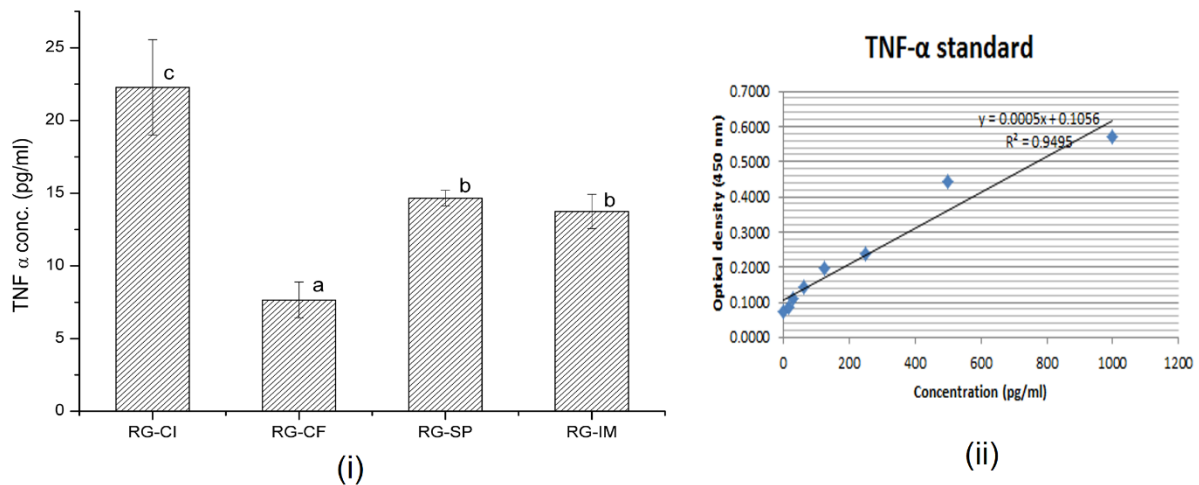 TNF α conc. (pg/ml)
25
20
15
10
5
0
c
a
b
b
RG-CI
RG-CF
RG-SP
RG-IM
(i)
TNF-α standard
Optical density (450 nm)
0.7000
0.6000
0.5000
0.4000
0.3000
0.2000
0.1000
0.0000
y = 0.0005x + 0.1056
R² = 0.9495
0
200
400
600
800
1000
1200
Concentration (pg/ml)
(ii)